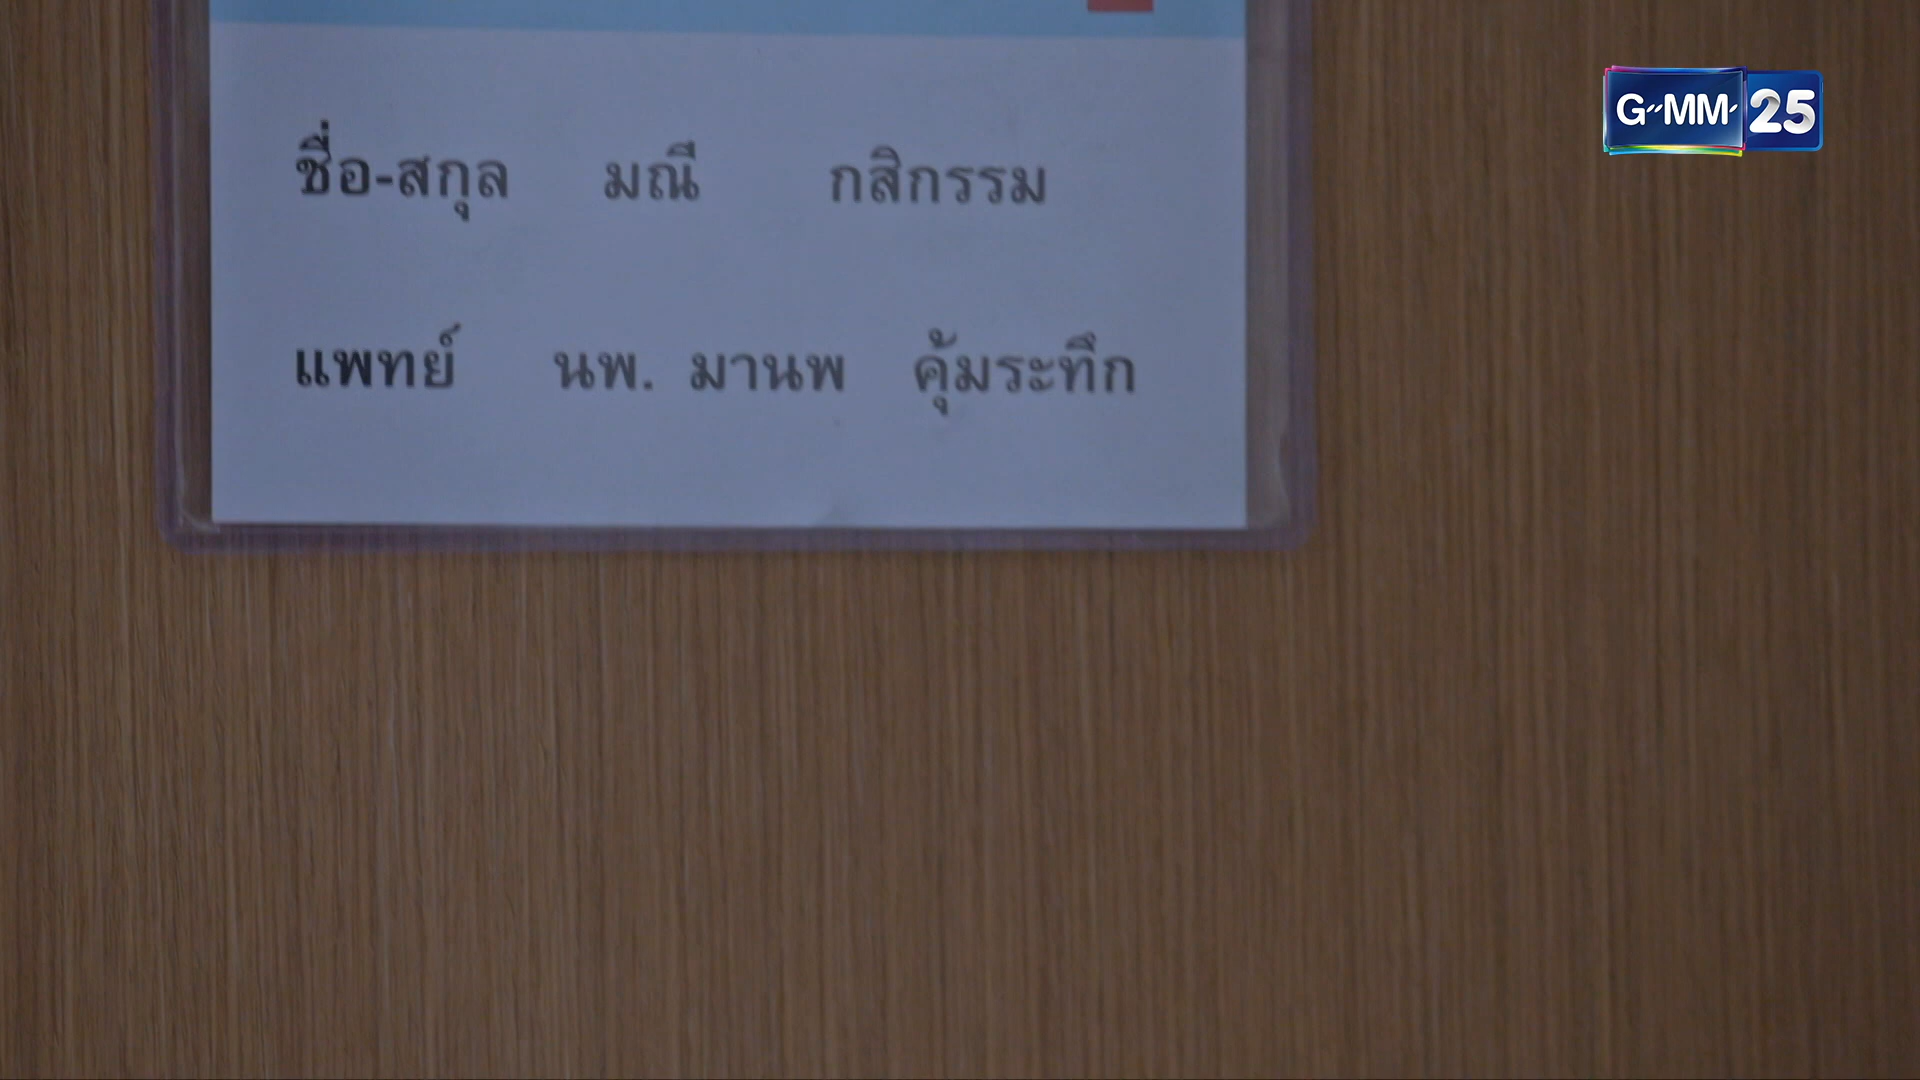 GMM 25
ชื่อ-สกุล มณี กสิกรรม
แพทย์ นพ. มานพ คุ้มระทึก